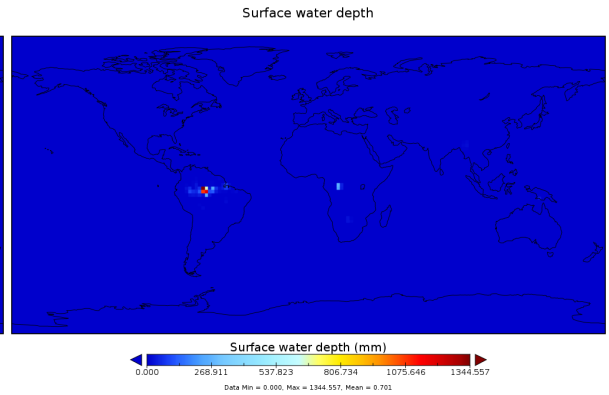 Surface water depth
Surface water depth (mm)
0.000 268.911 537.823 806.734 1075.646 1344.557
Data Min = 0.000, Max = 1344.557, Mean = 0.701